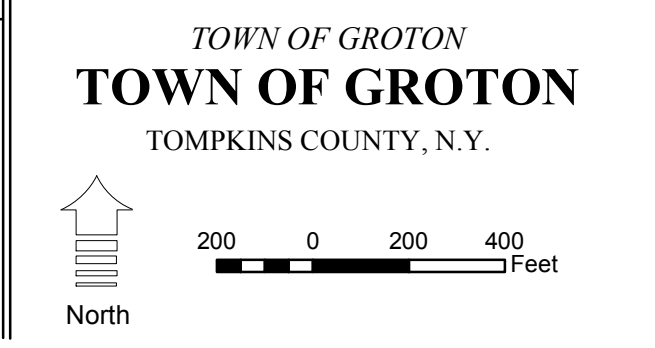 TOWN OF GROTON
TOWN OF GROTON
TOMPKINS COUNTY, N.Y.
200 0 200 400
Feet
North